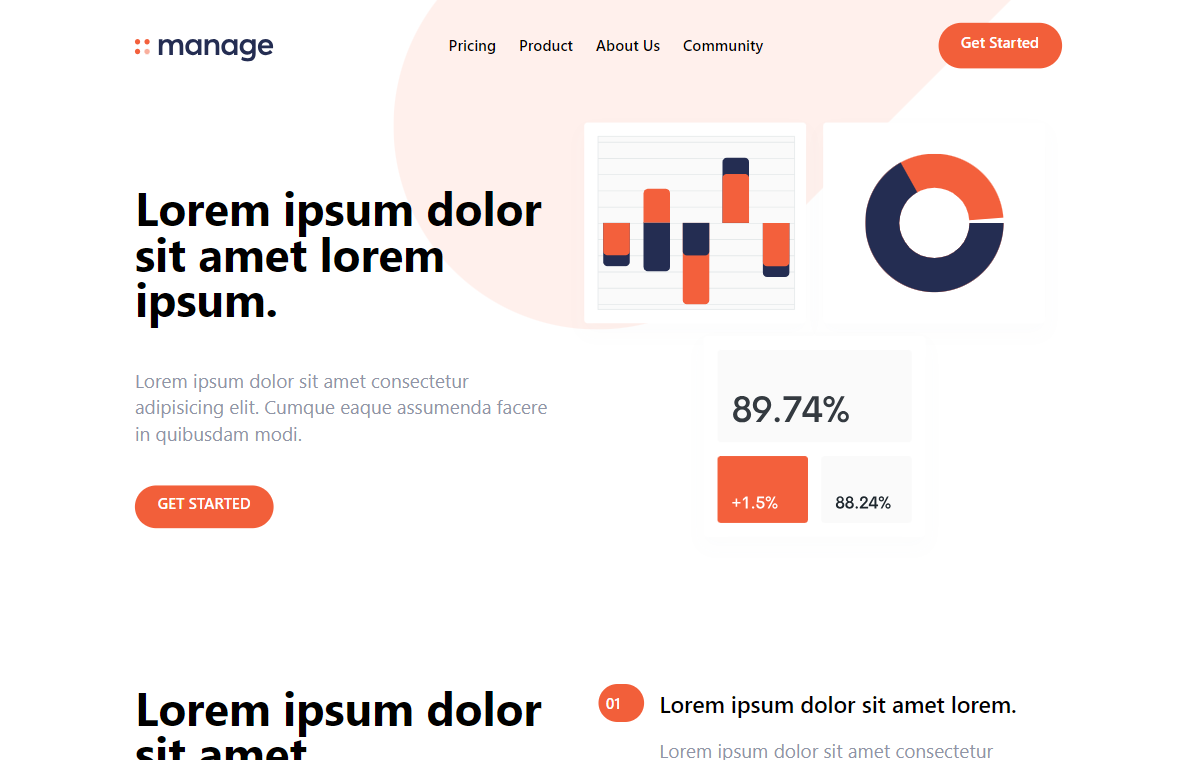 manage
Pricing
Product
About Us
Community
Get Started
Lorem ipsum dolor
sit amet lorem
ipsum.
Lorem ipsum dolor sit amet consectetur
adipisicing elit. Cumque eaque assumenda facere
in quibusdam modi.
GET STARTED
89.74%
+1.5%
88.24%
Lorem ipsum dolor
sit amet
01
Lorem ipsum dolor sit amet lorem.
Lorem ipsum dolor sit amet consectetur